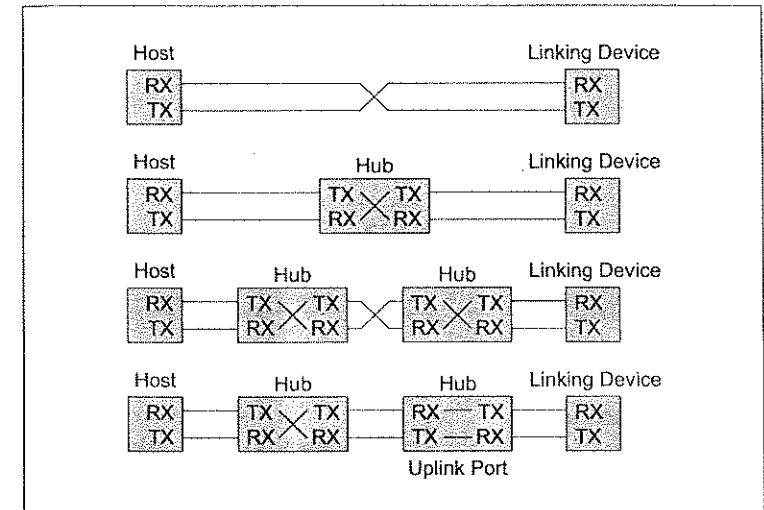 Host Linking Device
RX RX
TX TX
Host Hub Linking Device
RX TX TX RX
TX RX RX TX
Host Hub Hub Linking Device
RX TX TX TX TX RX
TX RX RX RX RX TX
Host Hub Hub Linking Device
RX TX TX RX TX RX
TX RX RX TX RX TX
Uplink Port